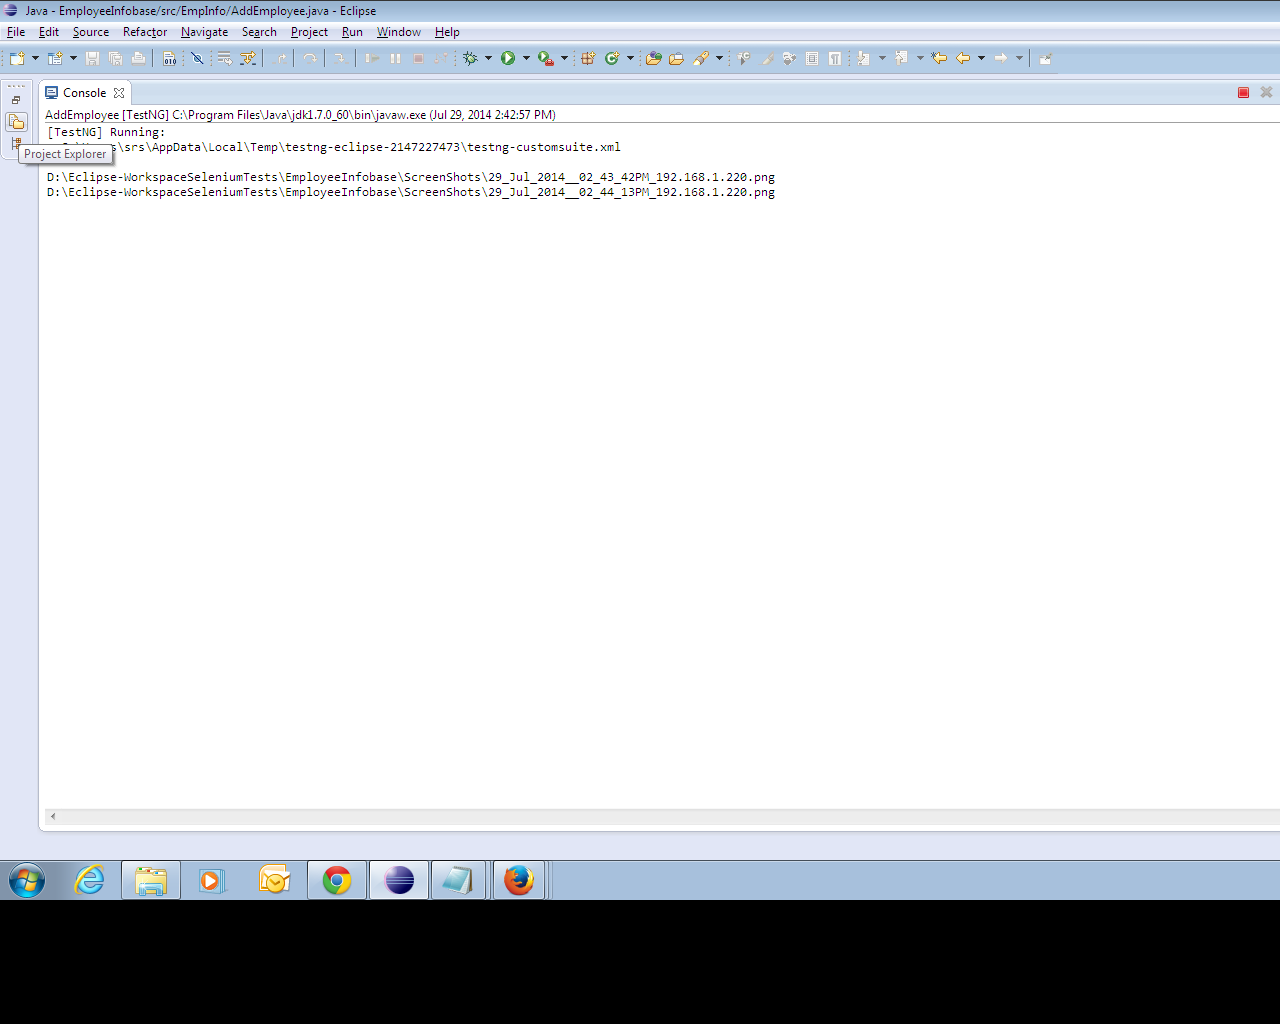 Java - EmployeeInfobase/src/EmpInfo/AddEmployee.java - Eclipse
File Edit Source Refactor Navigate Search Project Run Window Help
Console
AddEmployee [TestNG] C:\Program Files\Java\jdk1.7.0_60\bin\javaw.exe (Jul 29, 2014 2:42:57 PM)
[TestNG] Running:
\srs\AppData\Local\Temp\testng-eclipse-2147227473\testng-customsuite.xml
Project Explorer
D:\Eclipse-WorkspaceSeleniumTests\EmployeeInfobase\ScreenShots\29_Jul_2014__02_43_42PM_192.168.1.220.png
D:\Eclipse-WorkspaceSeleniumTests\EmployeeInfobase\ScreenShots\29_Jul_2014__02_44_13PM_192.168.1.220.png